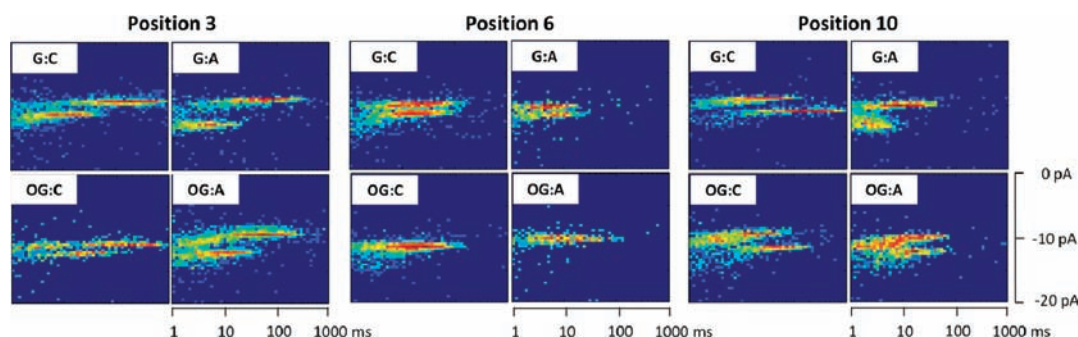 Position 3 Position 6 Position 10
G:C G:A G:C G:A G:C G:A
0 pA
OG:C OG:A OG:C OG:A OG:C OG:A
-10 pA
-20 pA
1 10 100 1000 ms 1 10 100 1000 ms 1 10 100 1000 ms